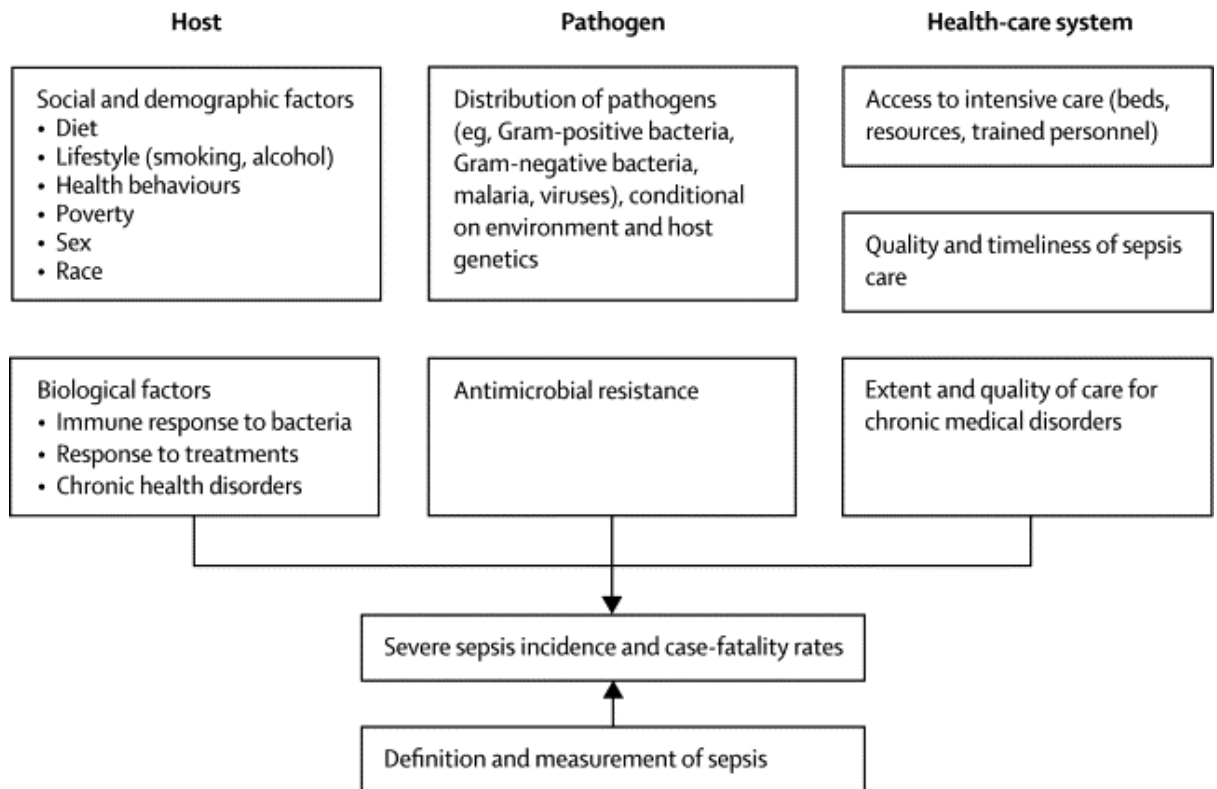 Host
Social and demographic factors
• Diet
• Lifestyle (smoking, alcohol)
• Health behaviours
• Poverty
• Sex
• Race
Biological factors
• Immune response to bacteria
• Response to treatments
• Chronic health disorders
Pathogen
Distribution of pathogens
(eg, Gram-positive bacteria,
Gram-negative bacteria,
malaria, viruses), conditional
on environment and host
genetics
Antimicrobial resistance
Health-care system
Access to intensive care (beds,
resources, trained personnel)
Quality and timeliness of sepsis
care
Extent and quality of care for
chronic medical disorders
Severe sepsis incidence and case-fatality rates
Definition and measurement of sepsis